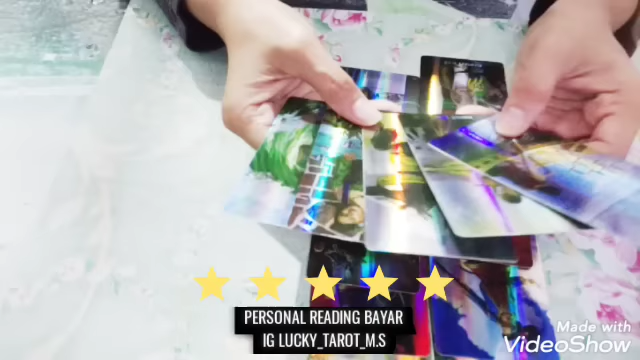 PERSONAL READING BAYAR
IG LUCKY_TAROT_M.S
Made with
VideoShow